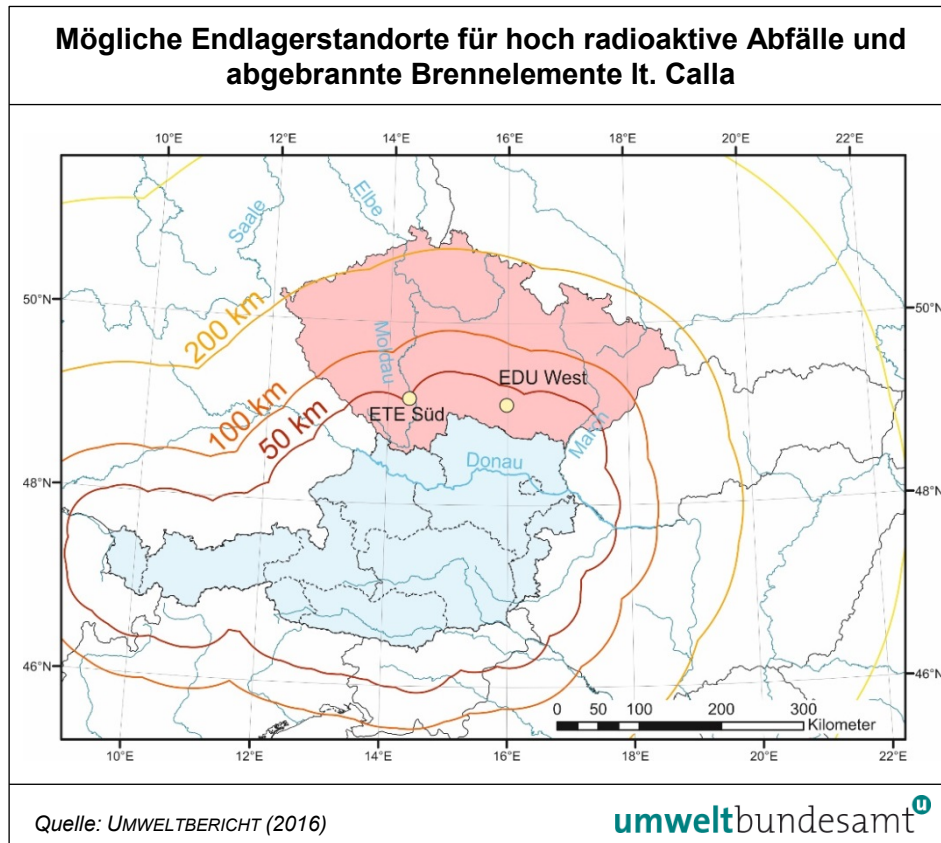 Mögliche Endlagerstandorte für hoch radioaktive Abfälle und
abgebrannte Brennelemente lt. Calla
10°E 12°E 14°E 16°E 18°E 20°E 22°E
Elbe
Saale
50°N 50°N
200 km
Moldau
100 km
EDU West
50 km
ETE Süd
March
Donau
48°N 48°N
46°N 46°N
0 50 100 200 300
Kilometer
10°E 12°E 14°E 16°E 18°E 20°E 22°E
Quelle: UMWELTBERICHT (2016)
umweltbundesamt u